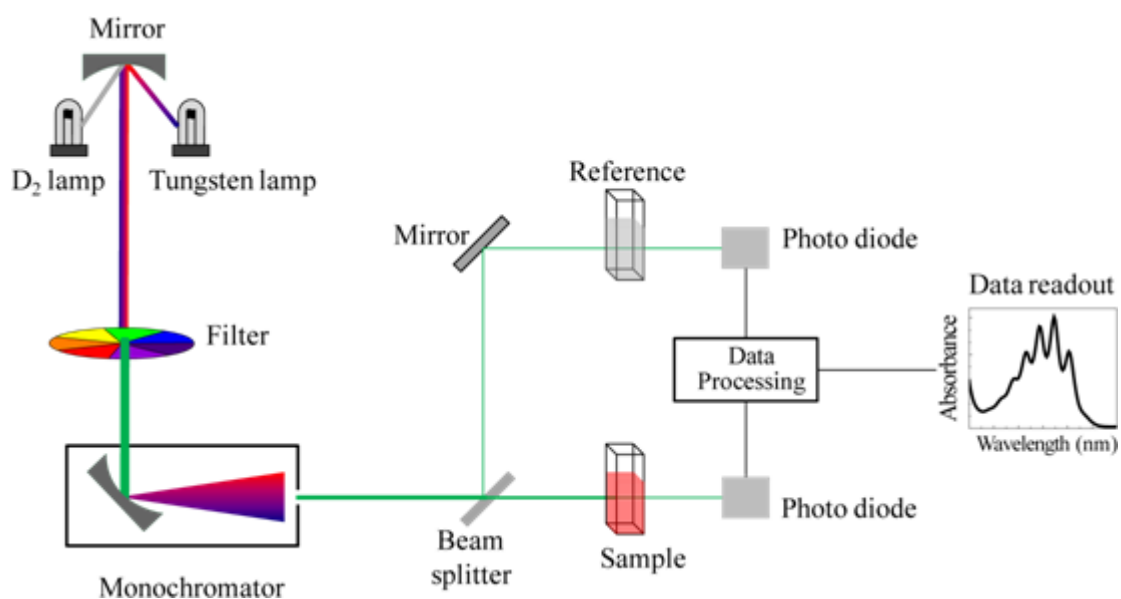 Mirror
D₂ lamp
Tungsten lamp
Filter
Monochromator
Mirror
Beam
splitter
Reference
Sample
Photo diode
Data
Processing
Photo diode
Data readout
Absorbance
Wavelength (nm)